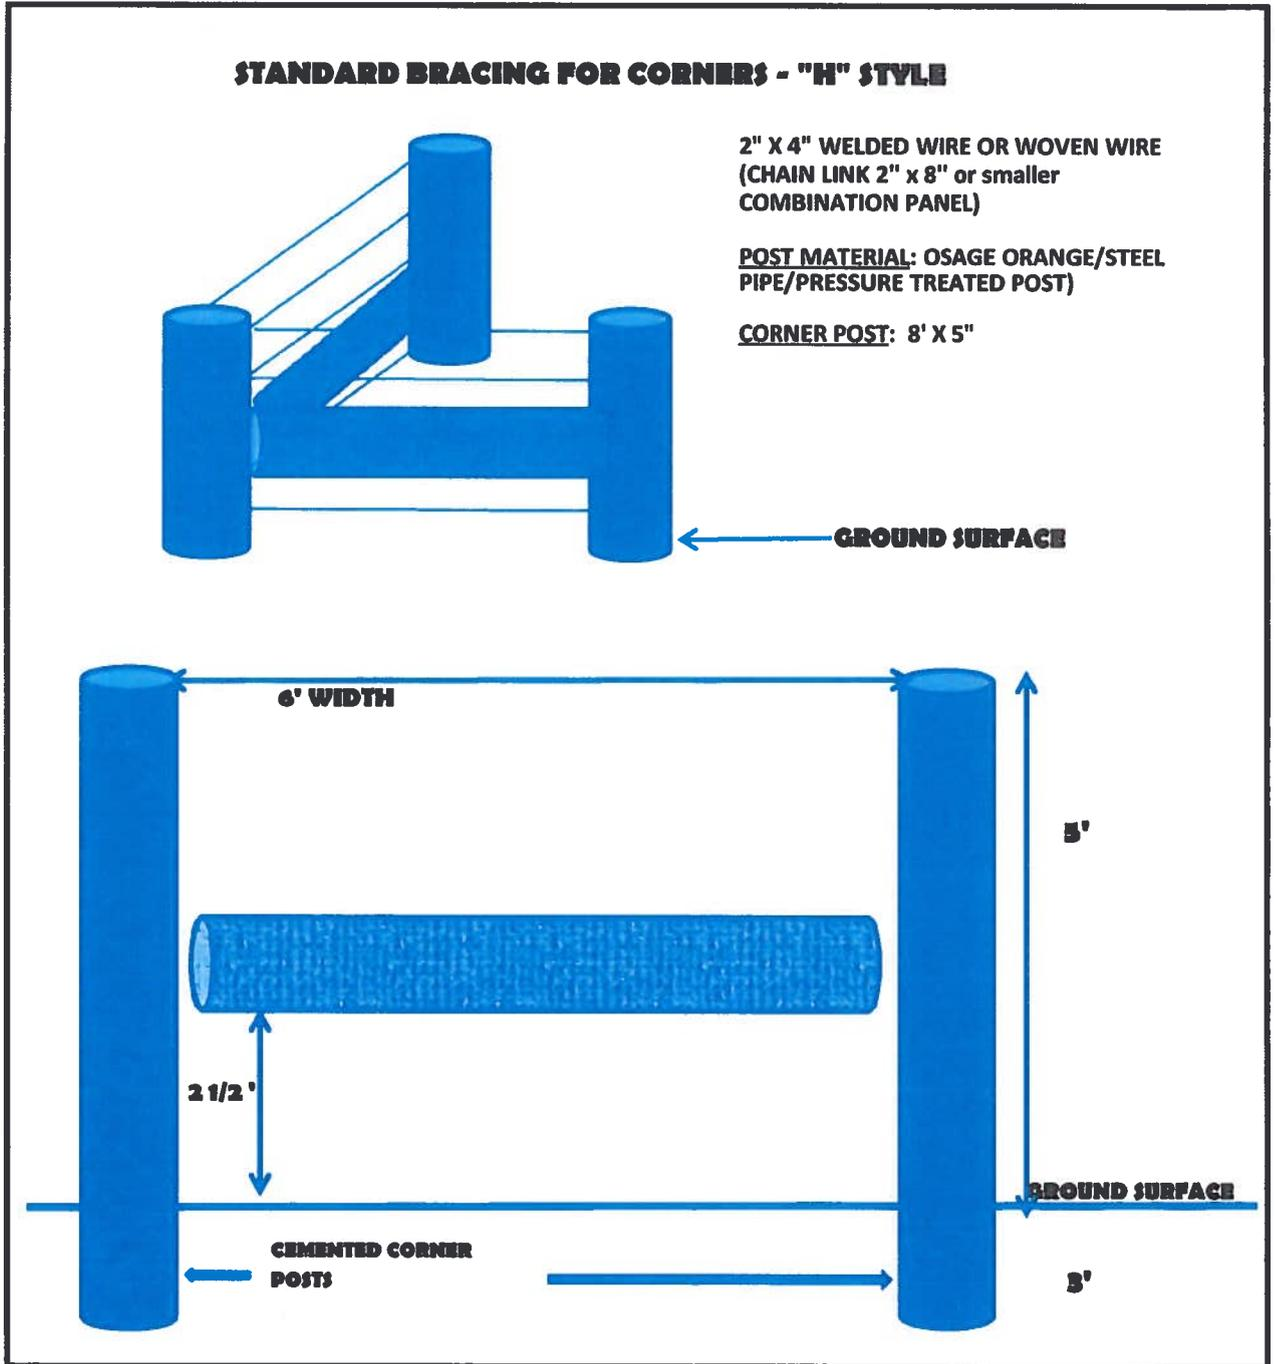 STANDARD BRACING FOR CORNERS - "H" STYLE
2" X 4" WELDED WIRE OR WOVEN WIRE
(CHAIN LINK 2" x 8" or smaller
COMBINATION PANEL)
POST MATERIAL: OSAGE ORANGE/STEEL
PIPE/PRESSURE TREATED POST)
CORNER POST: 8' X 5"
GROUND SURFACE
6' WIDTH
5'
2 1/2 '
GROUND SURFACE
CEMENTED CORNER
POSTS
3'